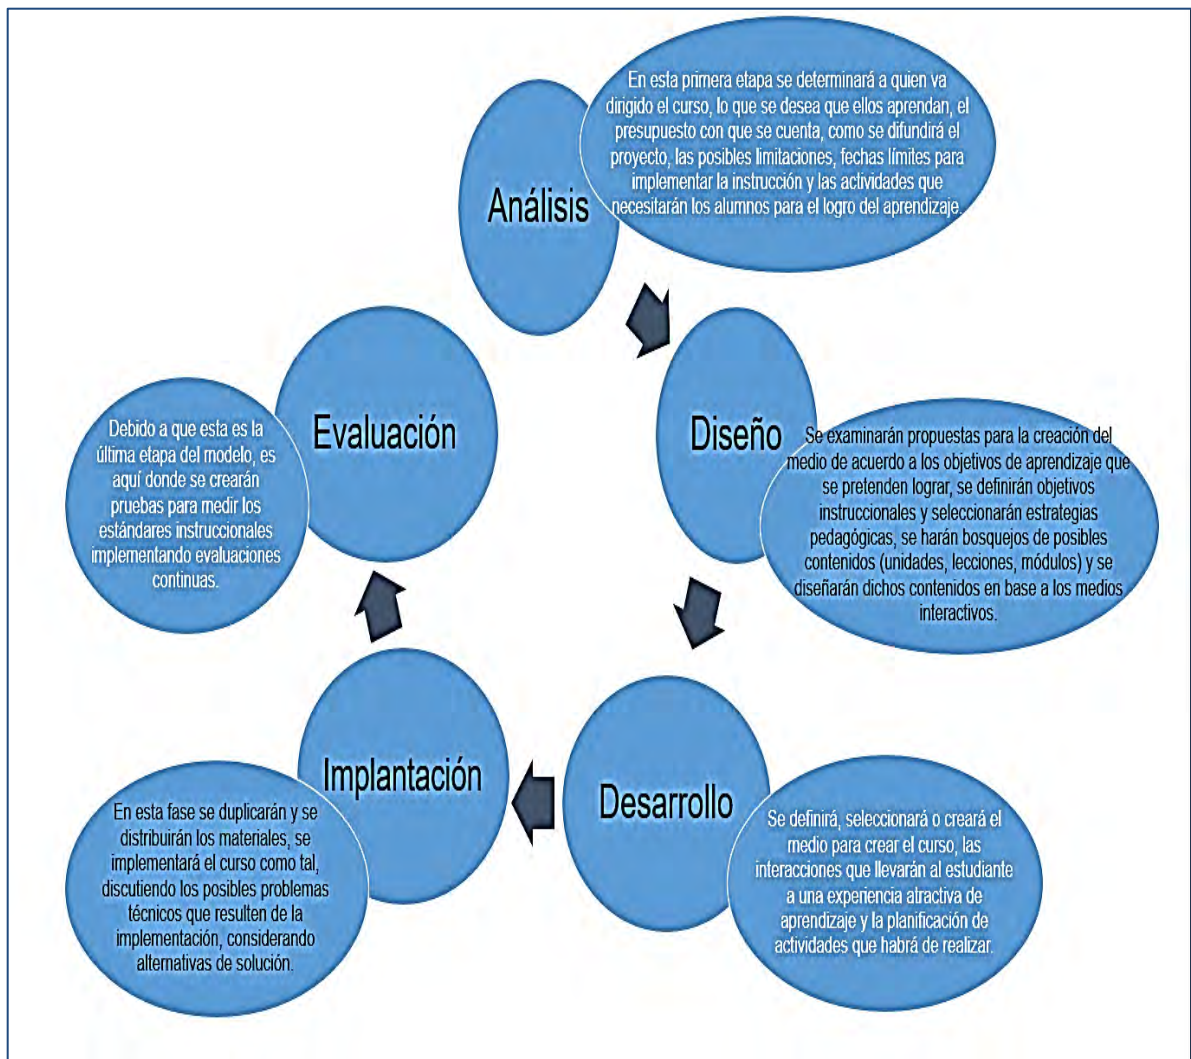 Análisis
En esta primera etapa se determinará a quien va
dirigido el curso, lo que se desea que ellos aprendan, el
presupuesto con que se cuenta, como se difundirá el
proyecto, las posibles limitaciones, fechas límites para
implementar la instrucción y las actividades que
necesitarán los alumnos para el logro del aprendizaje.
Diseño
Se examinarán propuestas para la creación del
medio de acuerdo a los objetivos de aprendizaje que
se pretenden lograr, se definirán objetivos
instruccionales y seleccionarán estrategias
pedagógicas, se harán bosquejos de posibles
contenidos (unidades, lecciones, módulos) y se
diseñarán dichos contenidos en base a los medios
interactivos.
Desarrollo
Se definirá, seleccionará o creará el
medio para crear el curso, las
interacciones que llevarán al estudiante
a una experiencia atractiva de
aprendizaje y la planificación de
actividades que habrá de realizar.
Implantación
En esta fase se duplicarán y se
distribuirán los materiales, se
implementará el curso como tal,
discutiendo los posibles problemas
técnicos que resulten de la
implementación, considerando
alternativas de solución.
Evaluación
Debido a que esta es la
última etapa del modelo, es
aquí donde se crearán
pruebas para medir los
estándares instruccionales
implementando evaluaciones
continuas.